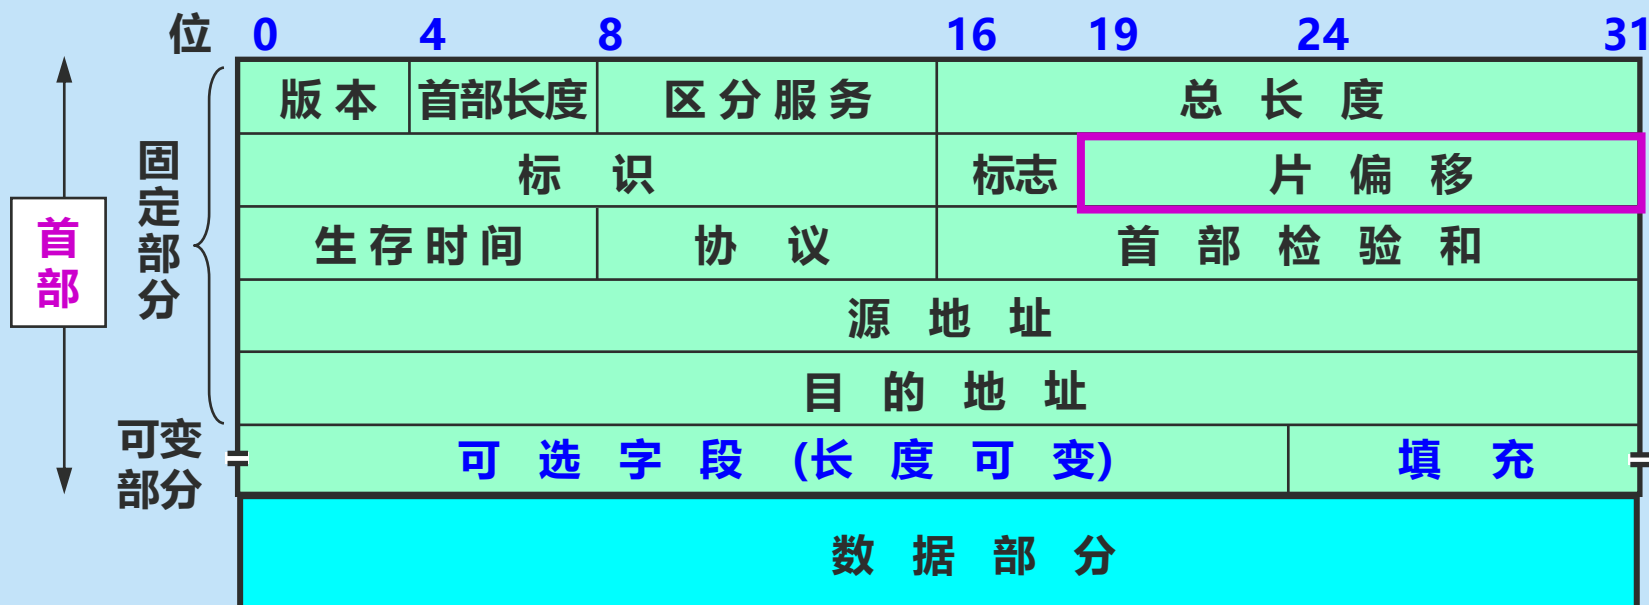 位 0 4 8 16 19 24 31
版本 首部长度 区分服务 总长度
标识 标志 片偏移
生存时间 协议 首部检验和
源地址
目的地址
可选字段 (长度可变) 填充
数据部分
首部
固定部分
可变
部分